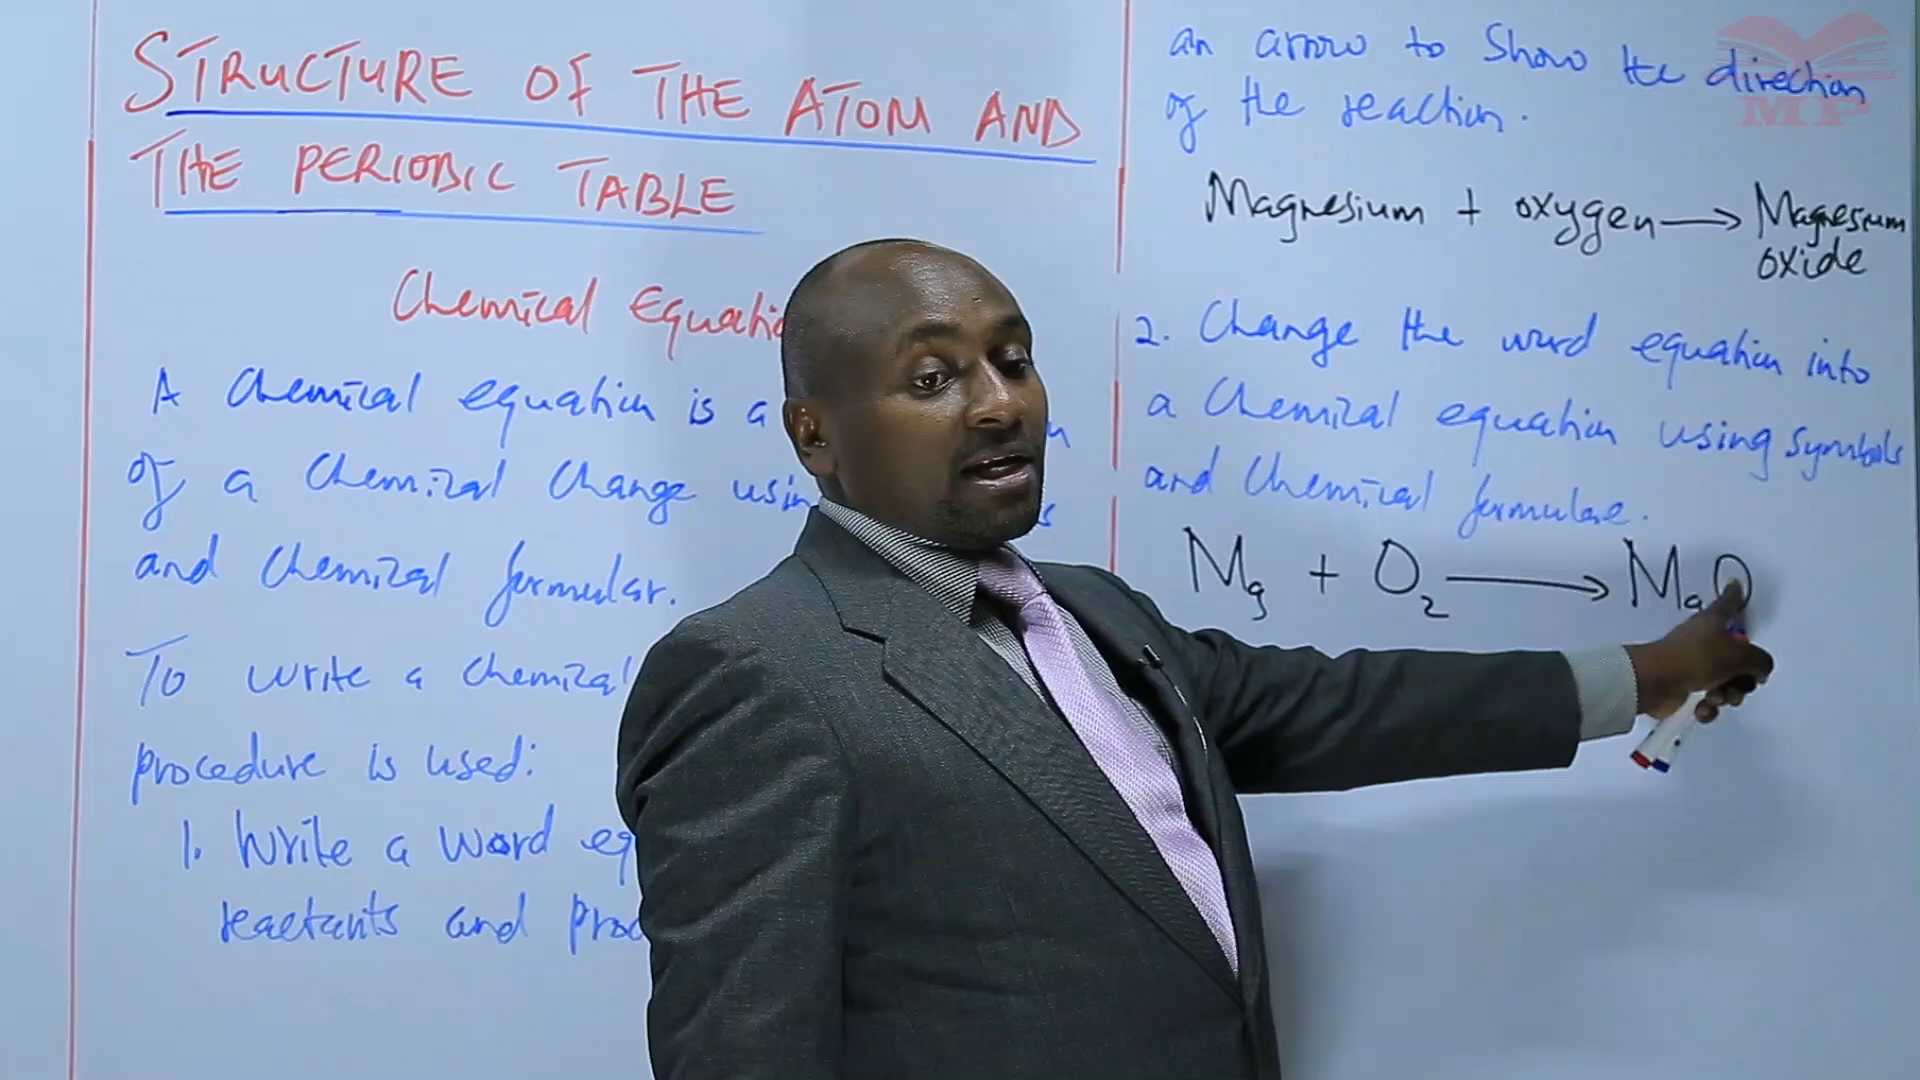 STRUCTURE OF THE ATOM AND
THE PERIODIC TABLE
Chemical Equatio
A Chemical equation is a
of a chemical change usin
and chemical formular.
To write a chemical
procedure is used:
1. Write a word eq
reactants and prod
an arrow to show the direction
of the reaction.
Magnesium + oxygen → Magnesium
oxide
2. Change the word equation into
a chemical equation using symbols
and chemical formulae.
Mg + O2 → MgO
MP